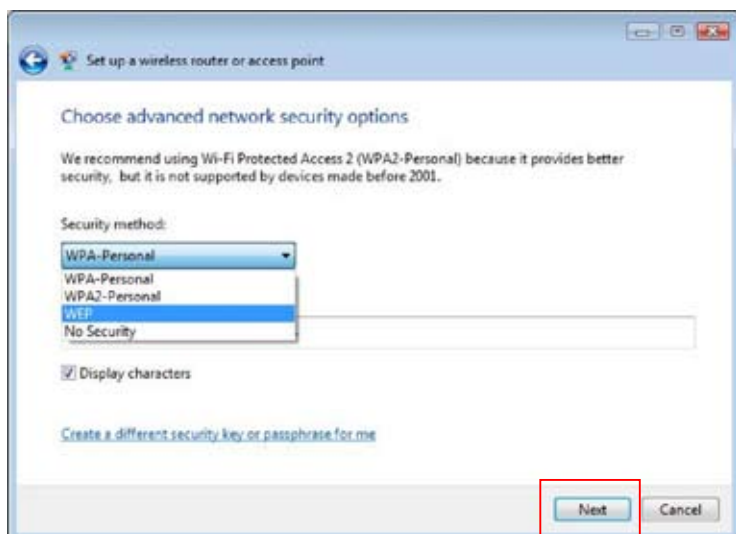 Set up a wireless router or access point
Choose advanced network security options
We recommend using Wi-Fi Protected Access 2 (WPA2-Personal) because it provides better
security, but it is not supported by devices made before 2001.
Security method:
WPA-Personal
WPA-Personal
WPA2-Personal
WEP
No Security
Display characters
Create a different security key or passphrase for me
Next Cancel